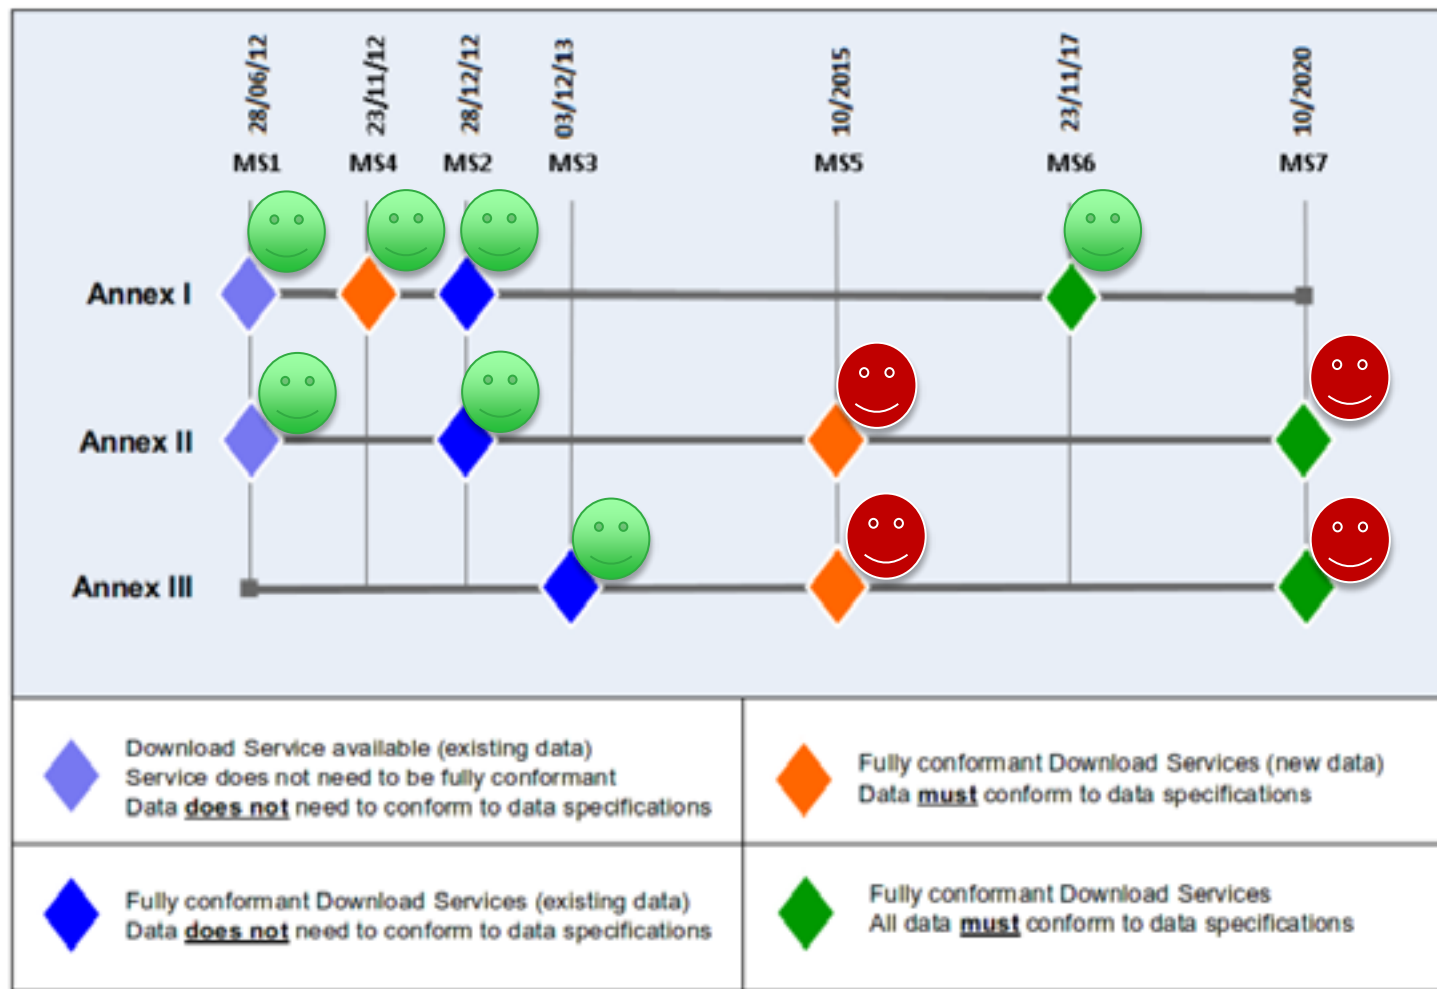 28/06/12
23/11/12
28/12/12
03/12/13
10/2015
23/11/17
10/2020
MS1
MS4
MS2
MS3
MS5
MS6
MS7
Annex I
Annex II
Annex III
Download Service available (existing data)
Service does not need to be fully conformant
Data does not need to conform to data specifications
Fully conformant Download Services (new data)
Data must conform to data specifications
Fully conformant Download Services (existing data)
Data does not need to conform to data specifications
Fully conformant Download Services
All data must conform to data specifications